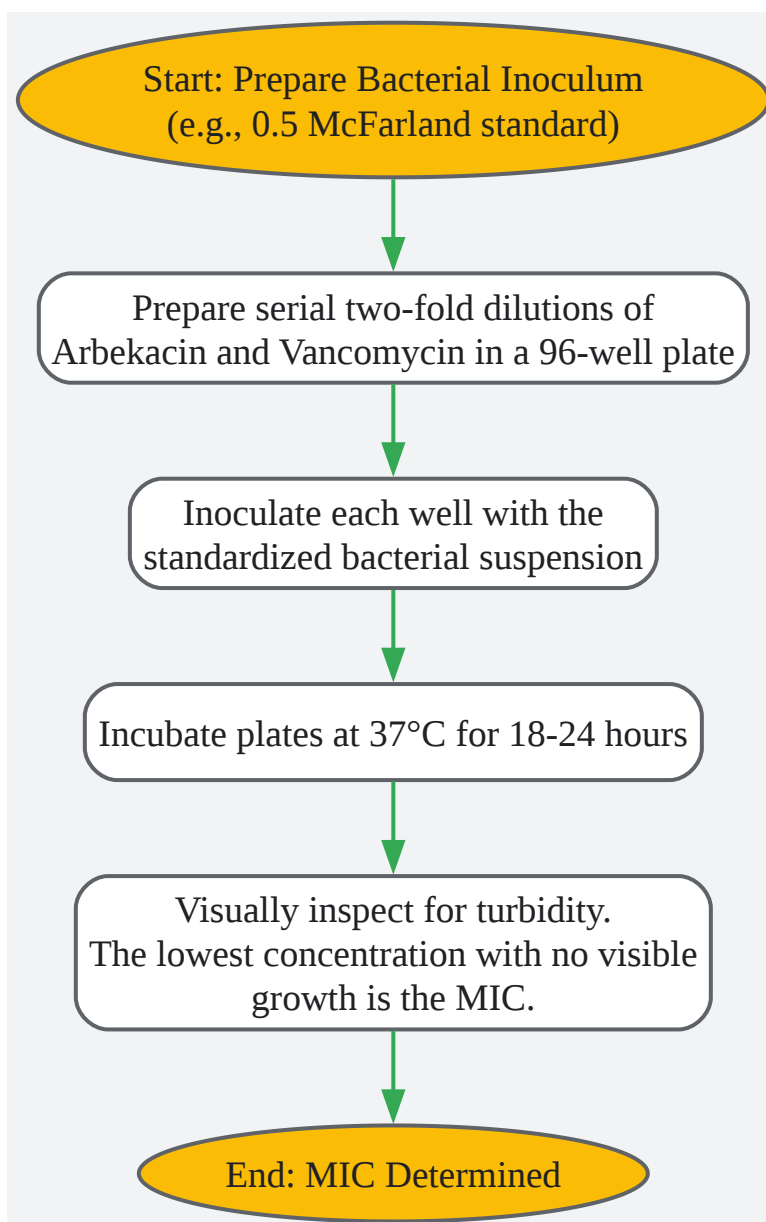 Start: Prepare Bacterial Inoculum
(e.g., 0.5 McFarland standard)
Prepare serial two-fold dilutions of
Arbekacin and Vancomycin in a 96-well plate
Inoculate each well with the
standardized bacterial suspension
Incubate plates at 37°C for 18-24 hours
Visually inspect for turbidity.
The lowest concentration with no visible
growth is the MIC.
End: MIC Determined